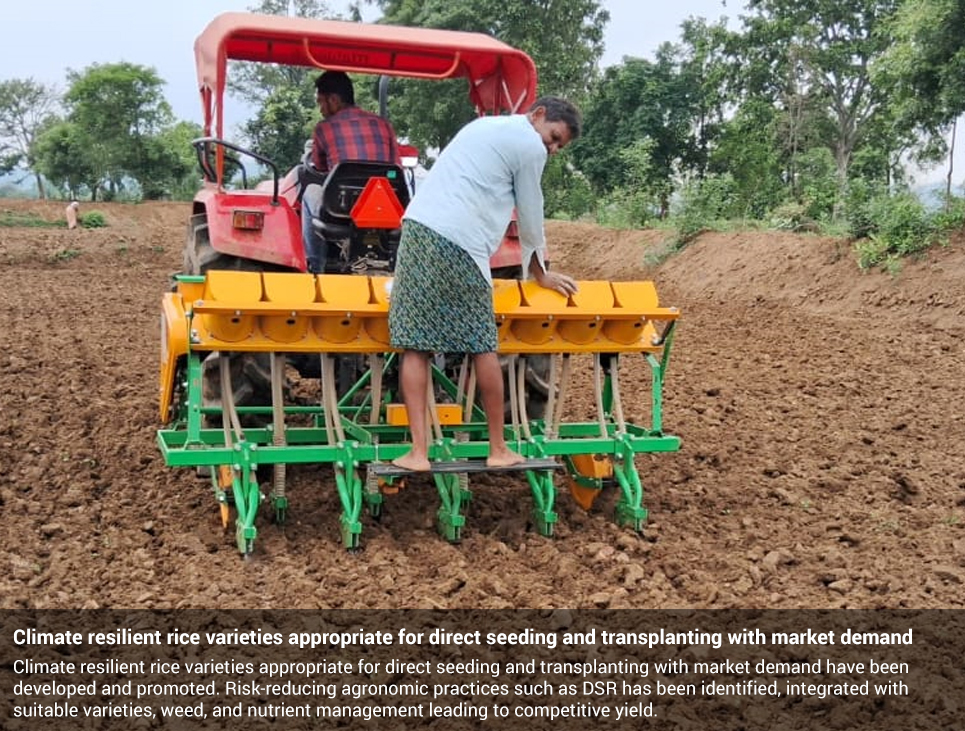 Climate resilient rice varieties appropriate for direct seeding and transplanting with market demand
Climate resilient rice varieties appropriate for direct seeding and transplanting with market demand have been
developed and promoted. Risk-reducing agronomic practices such as DSR has been identified, integrated with
suitable varieties, weed, and nutrient management leading to competitive yield.